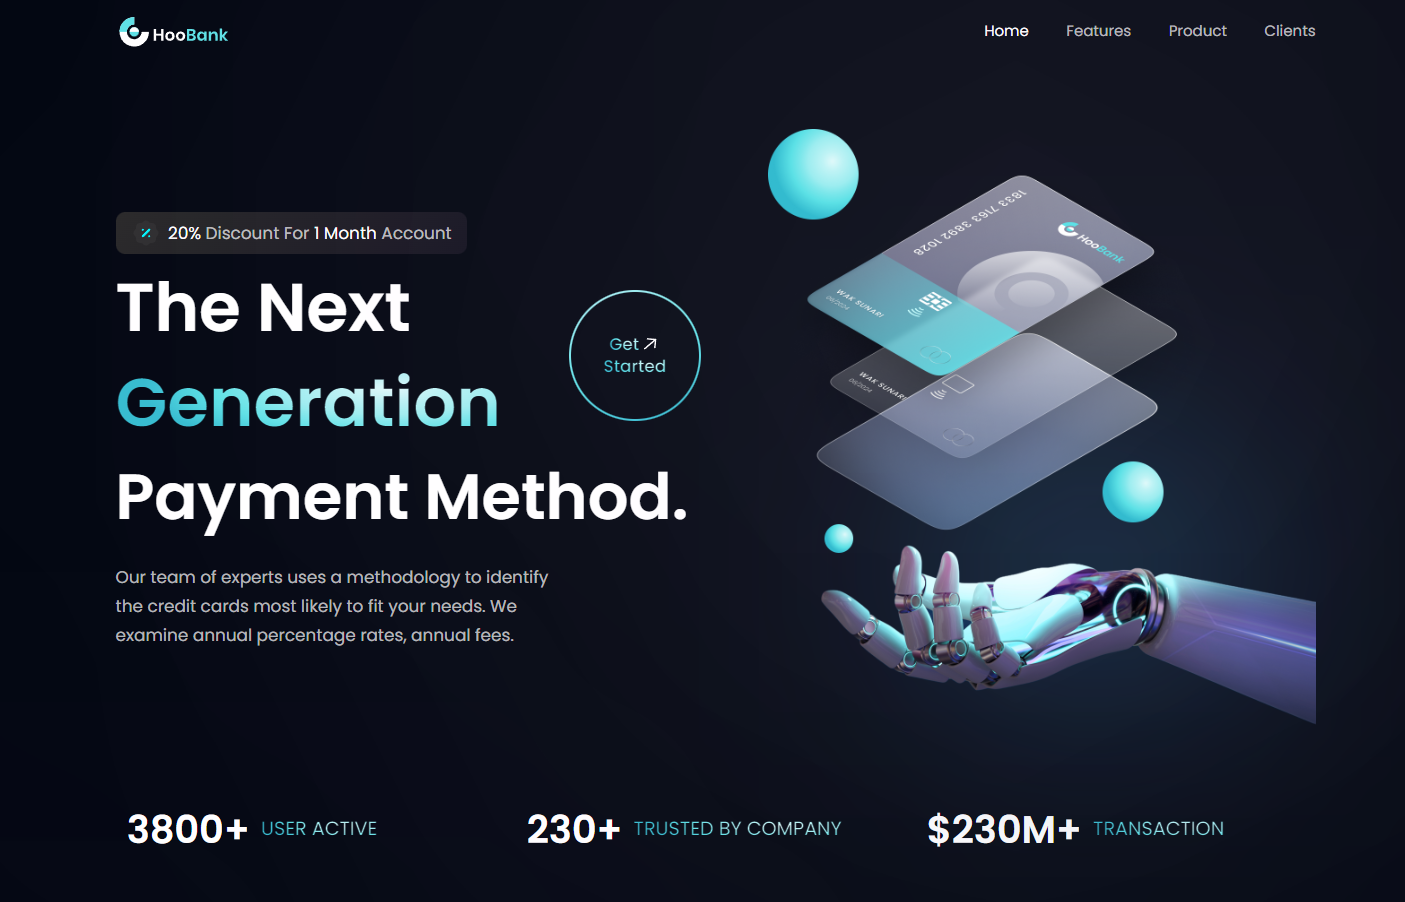 HooBank
Home Features Product Clients
20% Discount For 1 Month Account
The Next
Generation
Payment Method.
Get
Started
Our team of experts uses a methodology to identify
the credit cards most likely to fit your needs. We
examine annual percentage rates, annual fees.
1833 7163 3892 1028
HooBank
WAK SUNARI
06/2024
WAK SUNARI
06/2024
3800+ USER ACTIVE
230+ TRUSTED BY COMPANY
$230M+ TRANSACTION